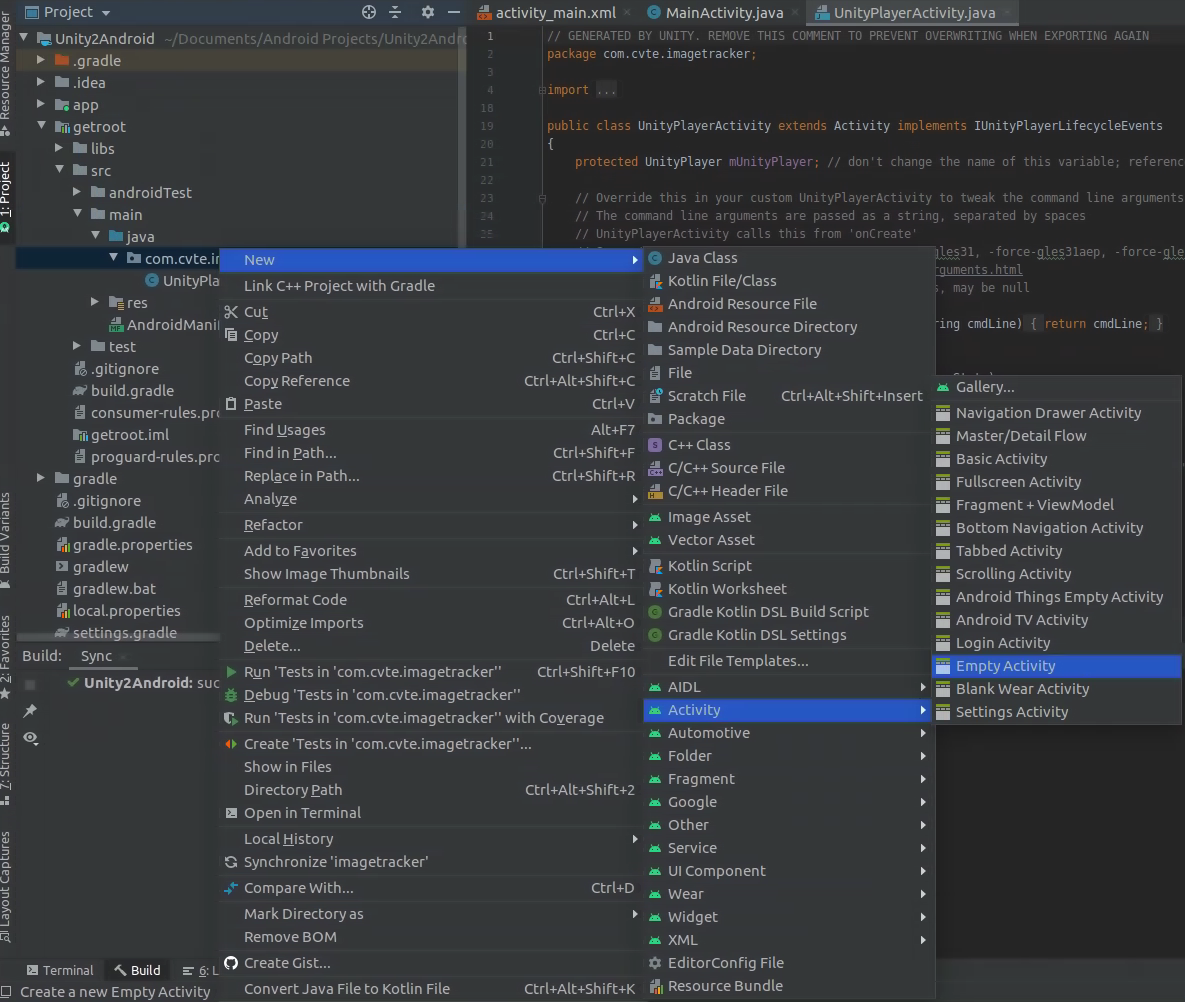 Project
activity_main.xml
MainActivity.java
UnityPlayerActivity.java
Resource Manager
1: Project
Build Variants
2: Favorites
7: Structure
Layout Captures
Unity2Android ~/Documents/Android Projects/Unity2Andro
.gradle
.idea
app
getroot
libs
src
androidTest
main
java
com.cvte.i
UnityPla
res
AndroidMani
test
.gitignore
build.gradle
consumer-rules.pro
getroot.iml
proguard-rules.pro
gradle
.gitignore
build.gradle
gradle.properties
gradlew
gradlew.bat
local.properties
settings.gradle
Build:
Sync
Unity2Android: suc
1 // GENERATED BY UNITY. REMOVE THIS COMMENT TO PREVENT OVERWRITING WHEN EXPORTING AGAIN
2 package com.cvte.imagetracker;
3
4 import ...
18
19 public class UnityPlayerActivity extends Activity implements IUnityPlayerLifecycleEvents
20 {
21 protected UnityPlayer mUnityPlayer; // don't change the name of this variable; referenc
22
23 // Override this in your custom UnityPlayerActivity to tweak the command line arguments
24 // The command line arguments are passed as a string, separated by spaces
25 // UnityPlayerActivity calls this from 'onCreate'
gles31, -force-gles31aep, -force-gle
rguments.html
s, may be null
ring cmdLine) { return cmdLine; }
New
Link C++ Project with Gradle
Cut Ctrl+X
Copy Ctrl+C
Copy Path Ctrl+Shift+C
Copy Reference Ctrl+Alt+Shift+C
Paste Ctrl+V
Find Usages Alt+F7
Find in Path... Ctrl+Shift+F
Replace in Path... Ctrl+Shift+R
Analyze
Refactor
Add to Favorites
Show Image Thumbnails Ctrl+Shift+T
Reformat Code Ctrl+Alt+L
Optimize Imports Ctrl+Alt+O
Delete... Delete
Run 'Tests in 'com.cvte.imagetracker'' Ctrl+Shift+F10
Debug 'Tests in 'com.cvte.imagetracker''
Run 'Tests in 'com.cvte.imagetracker'' with Coverage
Create 'Tests in 'com.cvte.imagetracker''...
Show in Files
Directory Path Ctrl+Alt+Shift+2
Open in Terminal
Local History
Synchronize 'imagetracker'
Compare With... Ctrl+D
Mark Directory as
Remove BOM
Create Gist...
Convert Java File to Kotlin File Ctrl+Alt+Shift+K
Java Class
Kotlin File/Class
Android Resource File
Android Resource Directory
Sample Data Directory
File
Scratch File Ctrl+Alt+Shift+Insert
Package
C++ Class
C/C++ Source File
C/C++ Header File
Image Asset
Vector Asset
Kotlin Script
Kotlin Worksheet
Gradle Kotlin DSL Build Script
Gradle Kotlin DSL Settings
Edit File Templates...
AIDL
Activity
Automotive
Folder
Fragment
Google
Other
Service
UI Component
Wear
Widget
XML
EditorConfig File
Resource Bundle
Gallery...
Navigation Drawer Activity
Master/Detail Flow
Basic Activity
Fullscreen Activity
Fragment + ViewModel
Bottom Navigation Activity
Tabbed Activity
Scrolling Activity
Android Things Empty Activity
Android TV Activity
Login Activity
Empty Activity
Blank Wear Activity
Settings Activity
Terminal
Build
6: L
Create a new Empty Activity